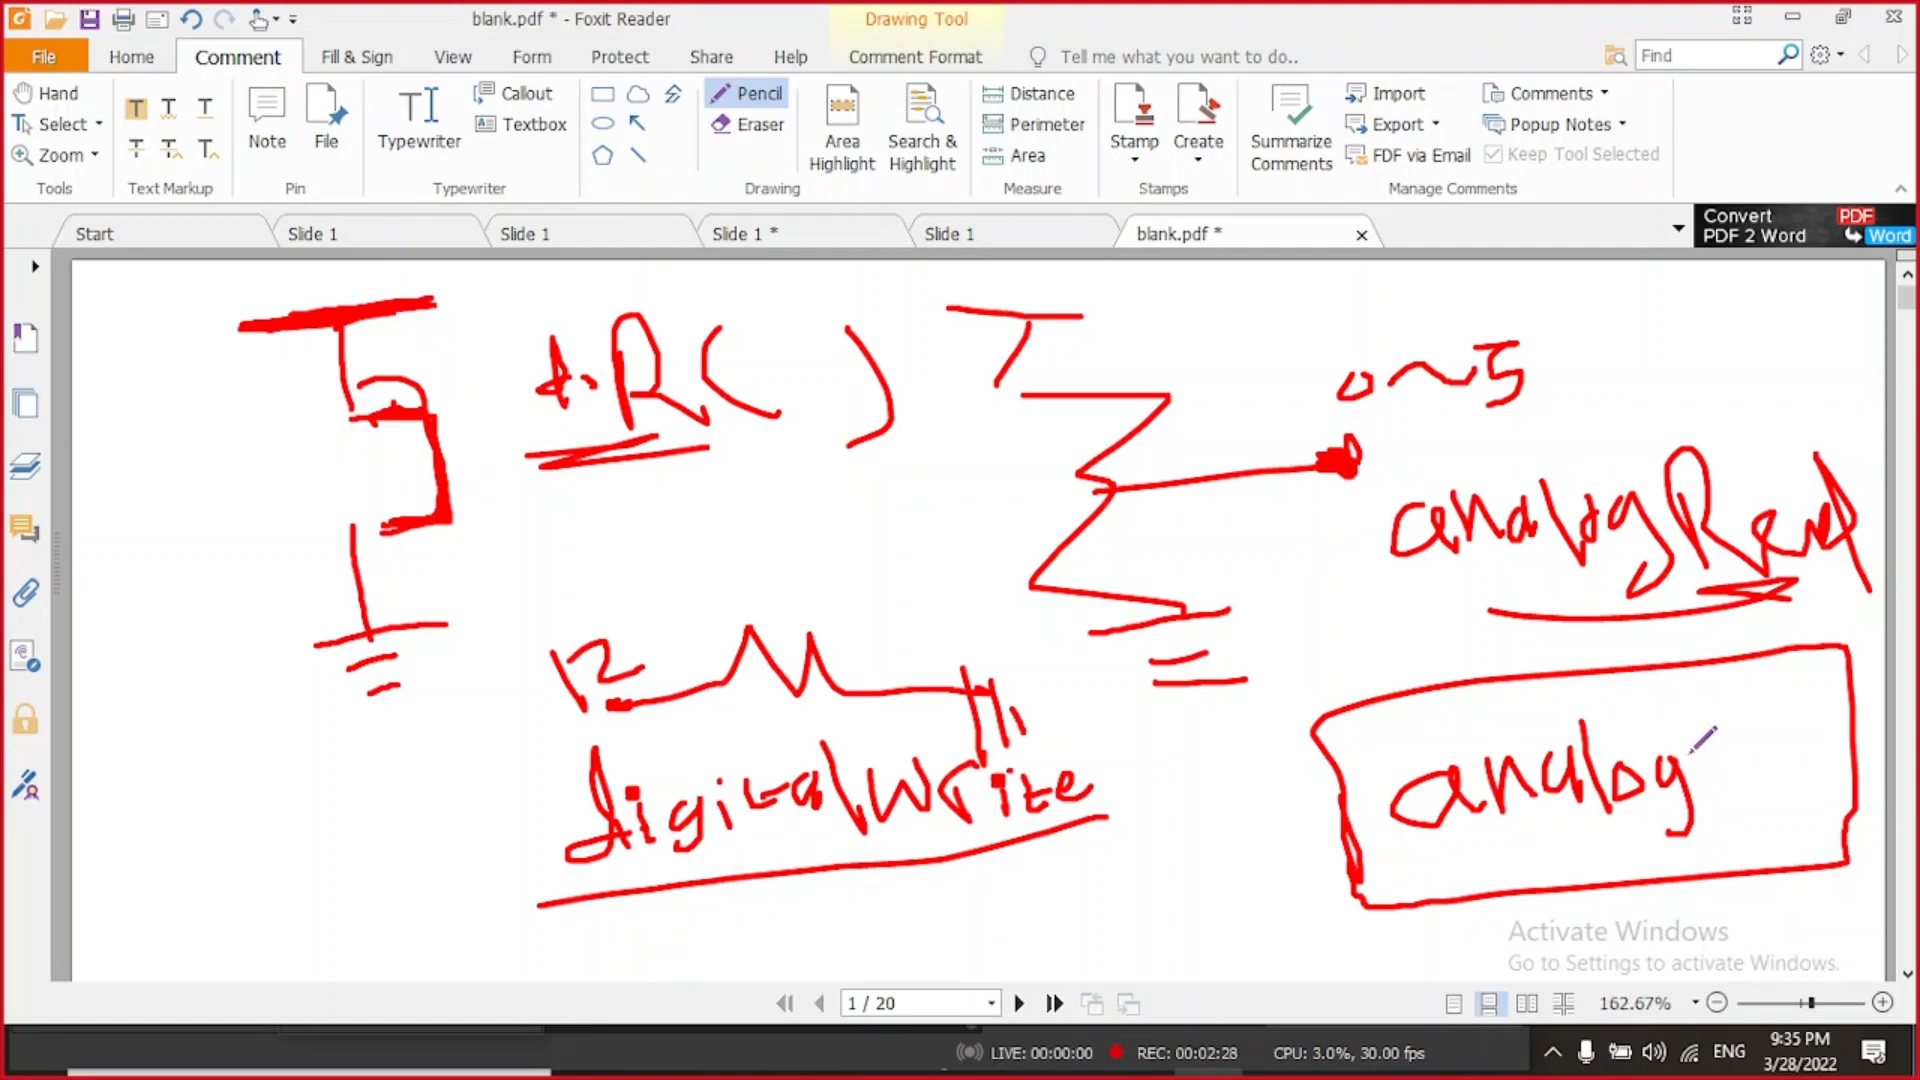 blank.pdf * - Foxit Reader
Drawing Tool
File Home Comment Fill & Sign View Form Protect Share Help Comment Format Tell me what you want to do.. Find
Hand
Select
Zoom
Tools
Text Markup
Note
File
Pin
Typewriter
Callout
Textbox
Typewriter
Pencil
Eraser
Area Highlight
Search & Highlight
Drawing
Distance
Perimeter
Area
Measure
Stamp
Create
Stamps
Summarize Comments
Import
Export
FDF via Email
Comments
Popup Notes
Keep Tool Selected
Manage Comments
Start
Slide 1
Slide 1
Slide 1 *
Slide 1
blank.pdf *
Convert PDF
PDF 2 Word Word
d.R( )
0~5
analogRead
12
digitalWrite
analog
Activate Windows
Go to Settings to activate Windows.
1 / 20
162.67%
LIVE: 00:00:00
REC: 00:02:28
CPU: 3.0%, 30.00 fps
ENG
9:35 PM
3/28/2022